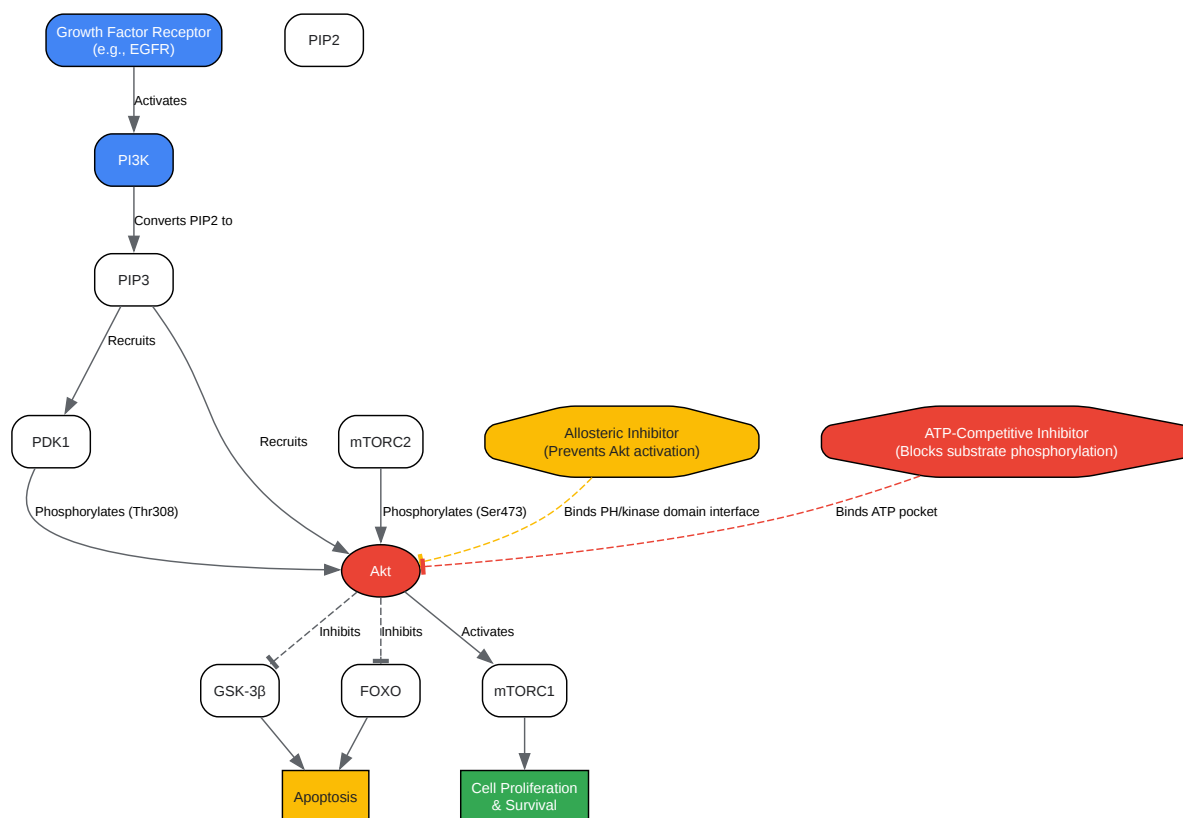 Growth Factor Receptor
(e.g., EGFR)
PIP2
Activates
PI3K
Converts PIP2 to
PIP3
Recruits
PDK1
Recruits
mTORC2
Allosteric Inhibitor
(Prevents Akt activation)
ATP-Competitive Inhibitor
(Blocks substrate phosphorylation)
Phosphorylates (Thr308)
Phosphorylates (Ser473)
Binds PH/kinase domain interface
Binds ATP pocket
Akt
Inhibits
Inhibits
Activates
GSK-3β
FOXO
mTORC1
Apoptosis
Cell Proliferation
& Survival